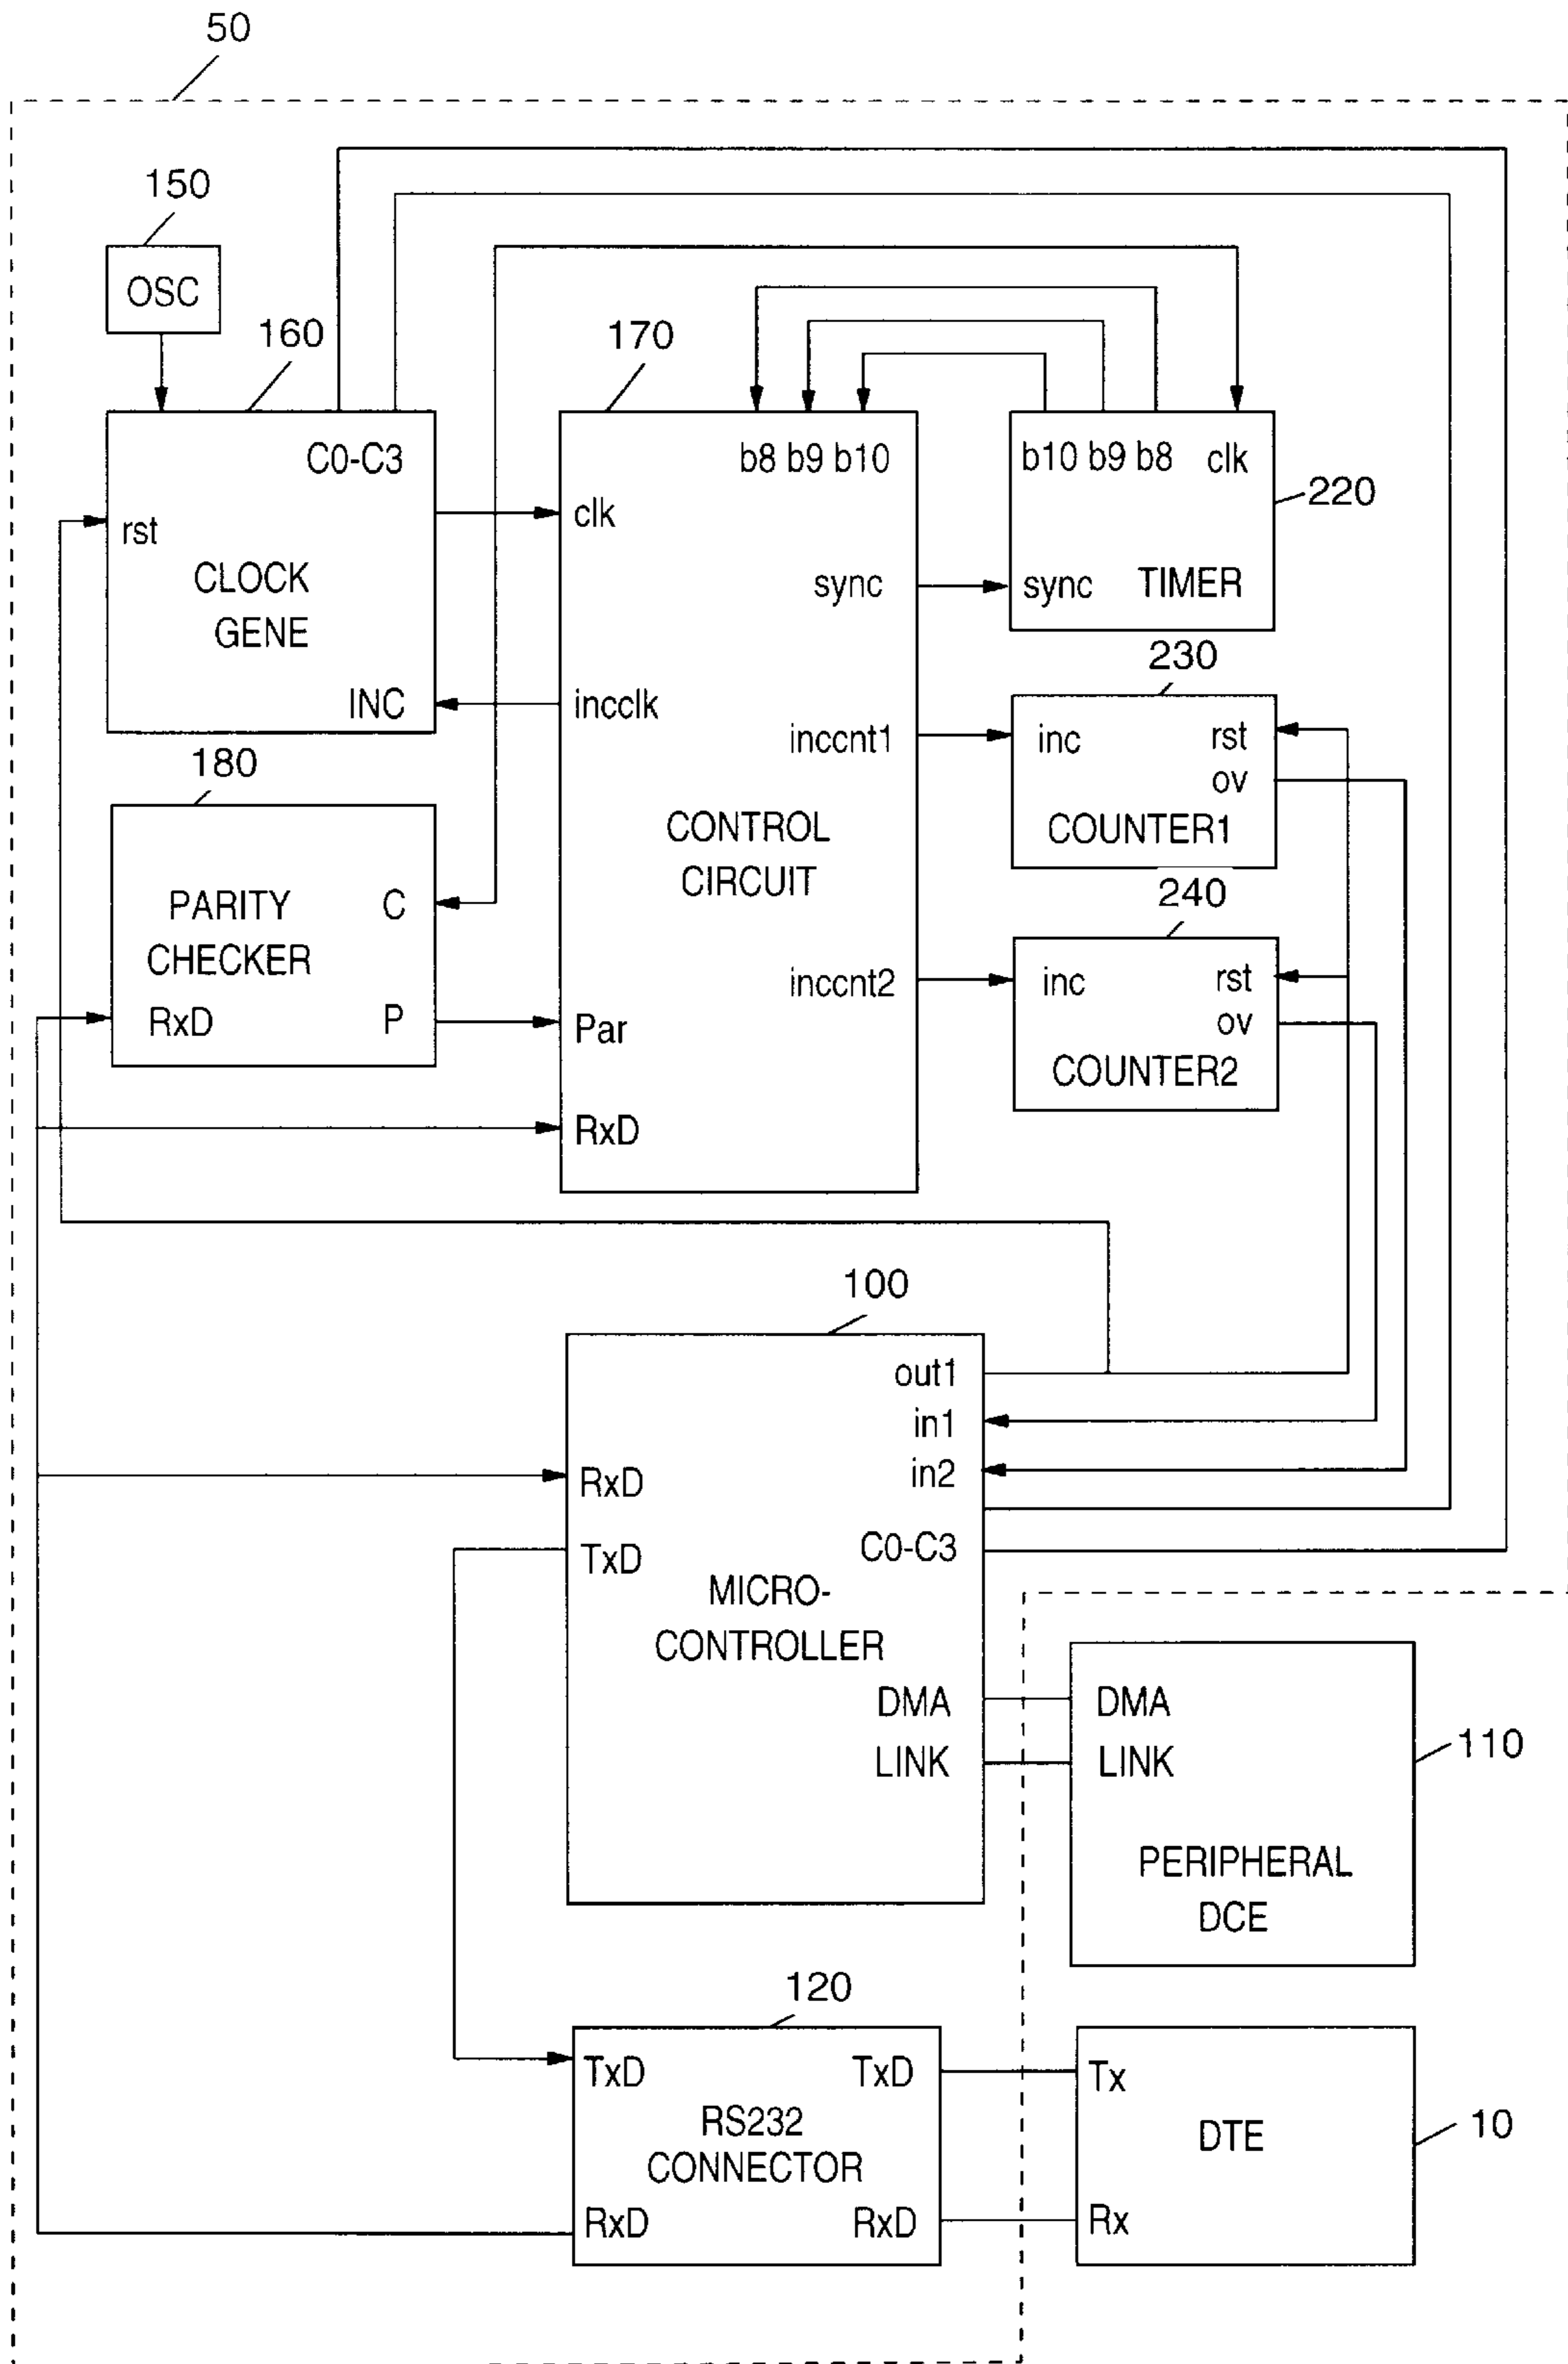 50
150
OSC
160
170
C0-C3
b8 b9 b10
b10 b9 b8 clk
220
rst
clk
CLOCK
GENE
sync
sync TIMER
INC
incclk
230
inccnt1
inc
rst
ov
COUNTER1
180
CONTROL
CIRCUIT
PARITY
CHECKER
C
240
inccnt2
inc
rst
ov
COUNTER2
RxD
P
Par
RxD
100
out1
in1
in2
RxD
TxD
C0-C3
MICRO-
CONTROLLER
DMA
LINK
DMA
LINK
110
PERIPHERAL
DCE
120
TxD
TxD
Tx
RS232
CONNECTOR
DTE
10
RxD
RxD
Rx